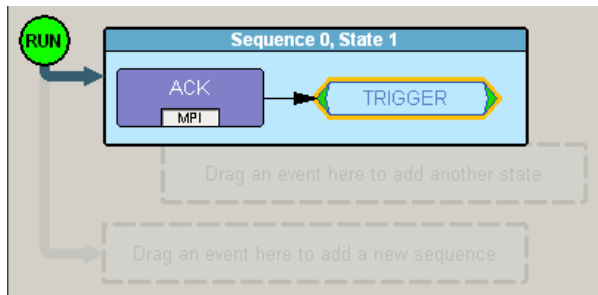 RUN
Sequence 0, State 1
ACK
MPI
TRIGGER
Drag an event here to add another state
Drag an event here to add a new sequence